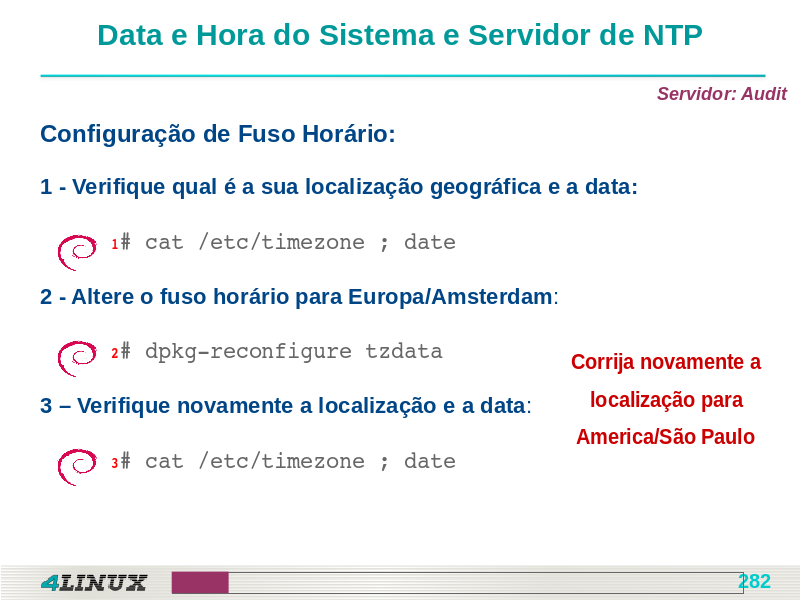 Data e Hora do Sistema e Servidor de NTP
Servidor: Audit
Configuração de Fuso Horário:
1 - Verifique qual é a sua localização geográfica e a data:
1# cat /etc/timezone ; date
2 - Altere o fuso horário para Europa/Amsterdam:
2# dpkg-reconfigure tzdata
Corrija novamente a
localização para
America/São Paulo
3 – Verifique novamente a localização e a data:
3# cat /etc/timezone ; date
4LINUX
282